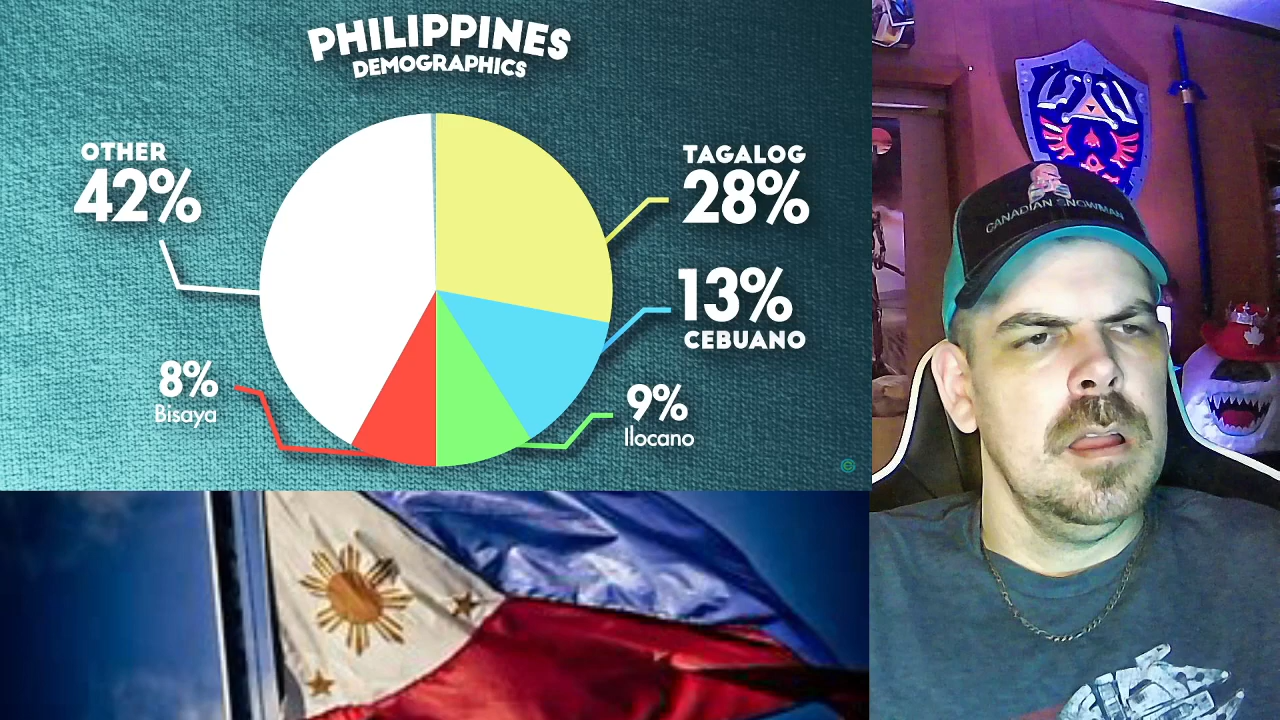 PHILIPPINES
DEMOGRAPHICS
OTHER
42%
TAGALOG
28%
13%
CEBUANO
8%
Bisaya
9%
Ilocano
CANADIAN SNOWMAN